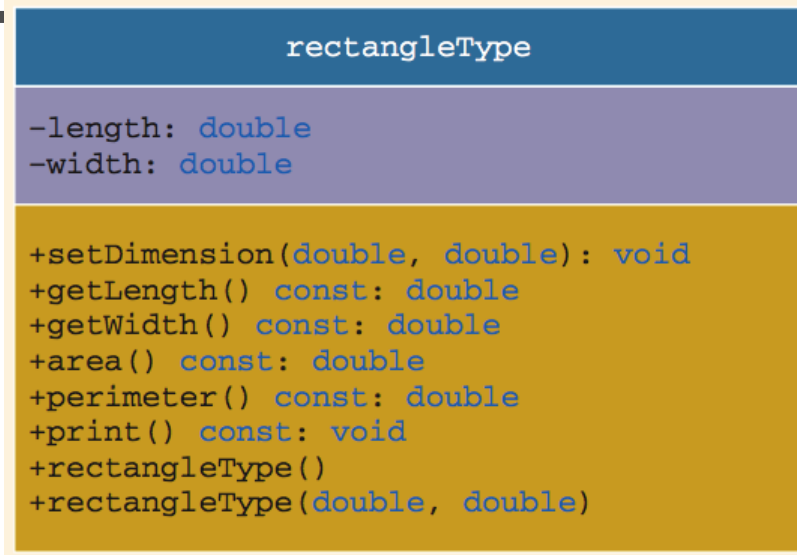 rectangleType
-length: double
-width: double
+setDimension(double, double): void
+getLength() const: double
+getWidth() const: double
+area() const: double
+perimeter() const: double
+print() const: void
+rectangleType()
+rectangleType(double, double)